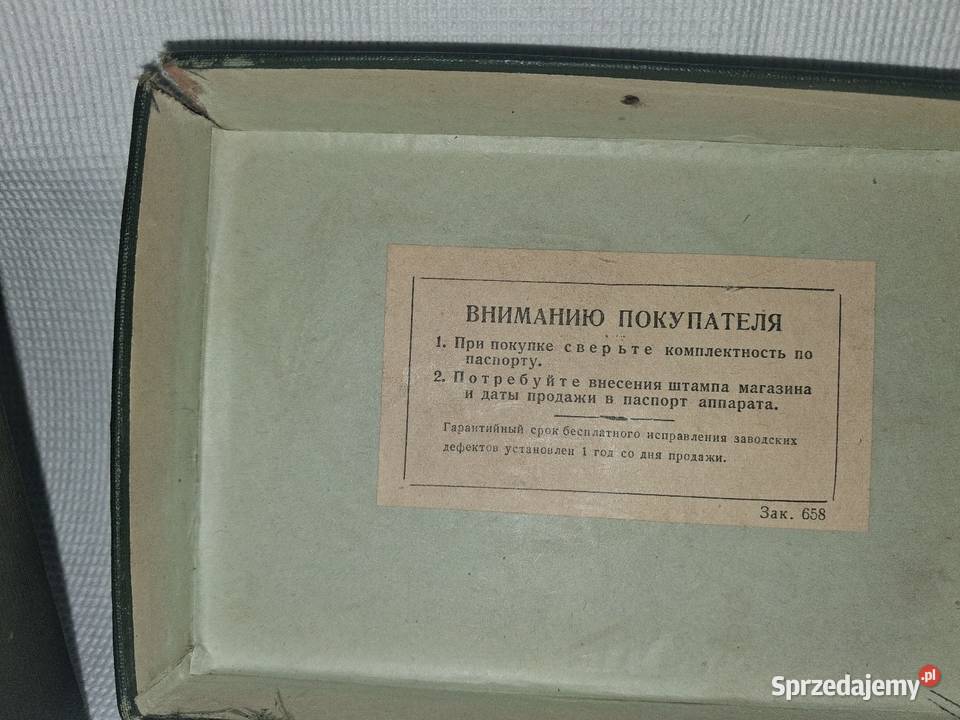 ВНИМАНИЮ ПОКУПАТЕЛЯ
1. При покупке сверьте комплектность по
паспорту.
2. Потребуйте внесения штампа магазина
и даты продажи в паспорт аппарата.
Гарантийный срок бесплатного исправления заводских
дефектов установлен 1 год со дня продажи.
Зак. 658
Sprzedajemy.pl